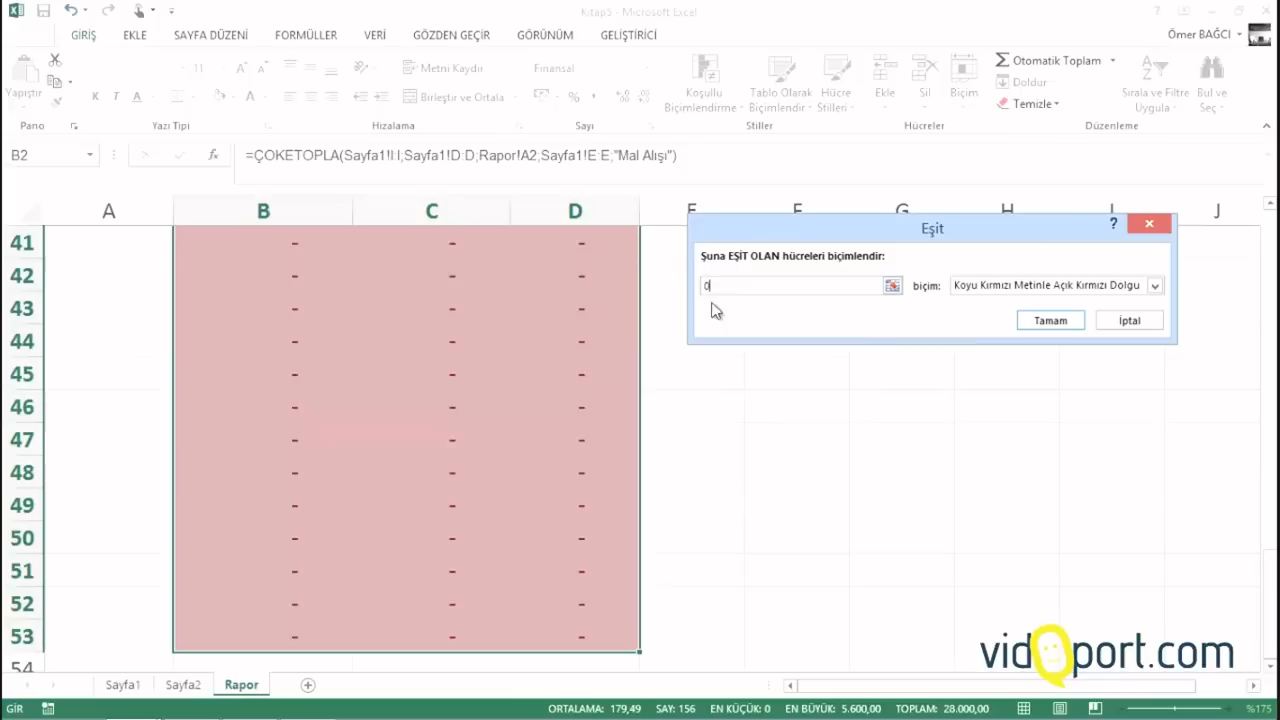 Kitap5 - Microsoft Excel
GİRİŞ EKLE SAYFA DÜZENİ FORMÜLLER VERİ GÖZDEN GEÇİR GÖRÜNÜM GELİŞTİRİCİ Ömer BAĞCI
Yapıştır
11
K T A
Metni Kaydır
Birleştir ve Ortala
Finansal
%
Koşullu Biçimlendirme
Tablo Olarak Biçimlendir
Hücre Stilleri
Ekle Sil Biçim
Otomatik Toplam
Doldur
Temizle
Sırala ve Filtre Uygula
Bul ve Seç
Pano Yazı Tipi Hizalama Sayı Stiller Hücreler Düzenleme
B2 fx =ÇOKETOPLA(Sayfa1!I:I;Sayfa1!D:D;Rapor!A2;Sayfa1!E:E;"Mal Alışı")
A B C D E F G H I J
Eşit ?
Şuna EŞİT OLAN hücreleri biçimlendir:
0 biçim: Koyu Kırmızı Metinle Açık Kırmızı Dolgu
Tamam İptal
41 - - -
42 - - -
43 - - -
44 - - -
45 - - -
46 - - -
47 - - -
48 - - -
49 - - -
50 - - -
51 - - -
52 - - -
53 - - -
54
vidoport.com
Sayfa1 Sayfa2 Rapor
GİR ORTALAMA: 179,49 SAY: 156 EN KÜÇÜK: 0 EN BÜYÜK: 5.600,00 TOPLAM: 28.000,00 %175